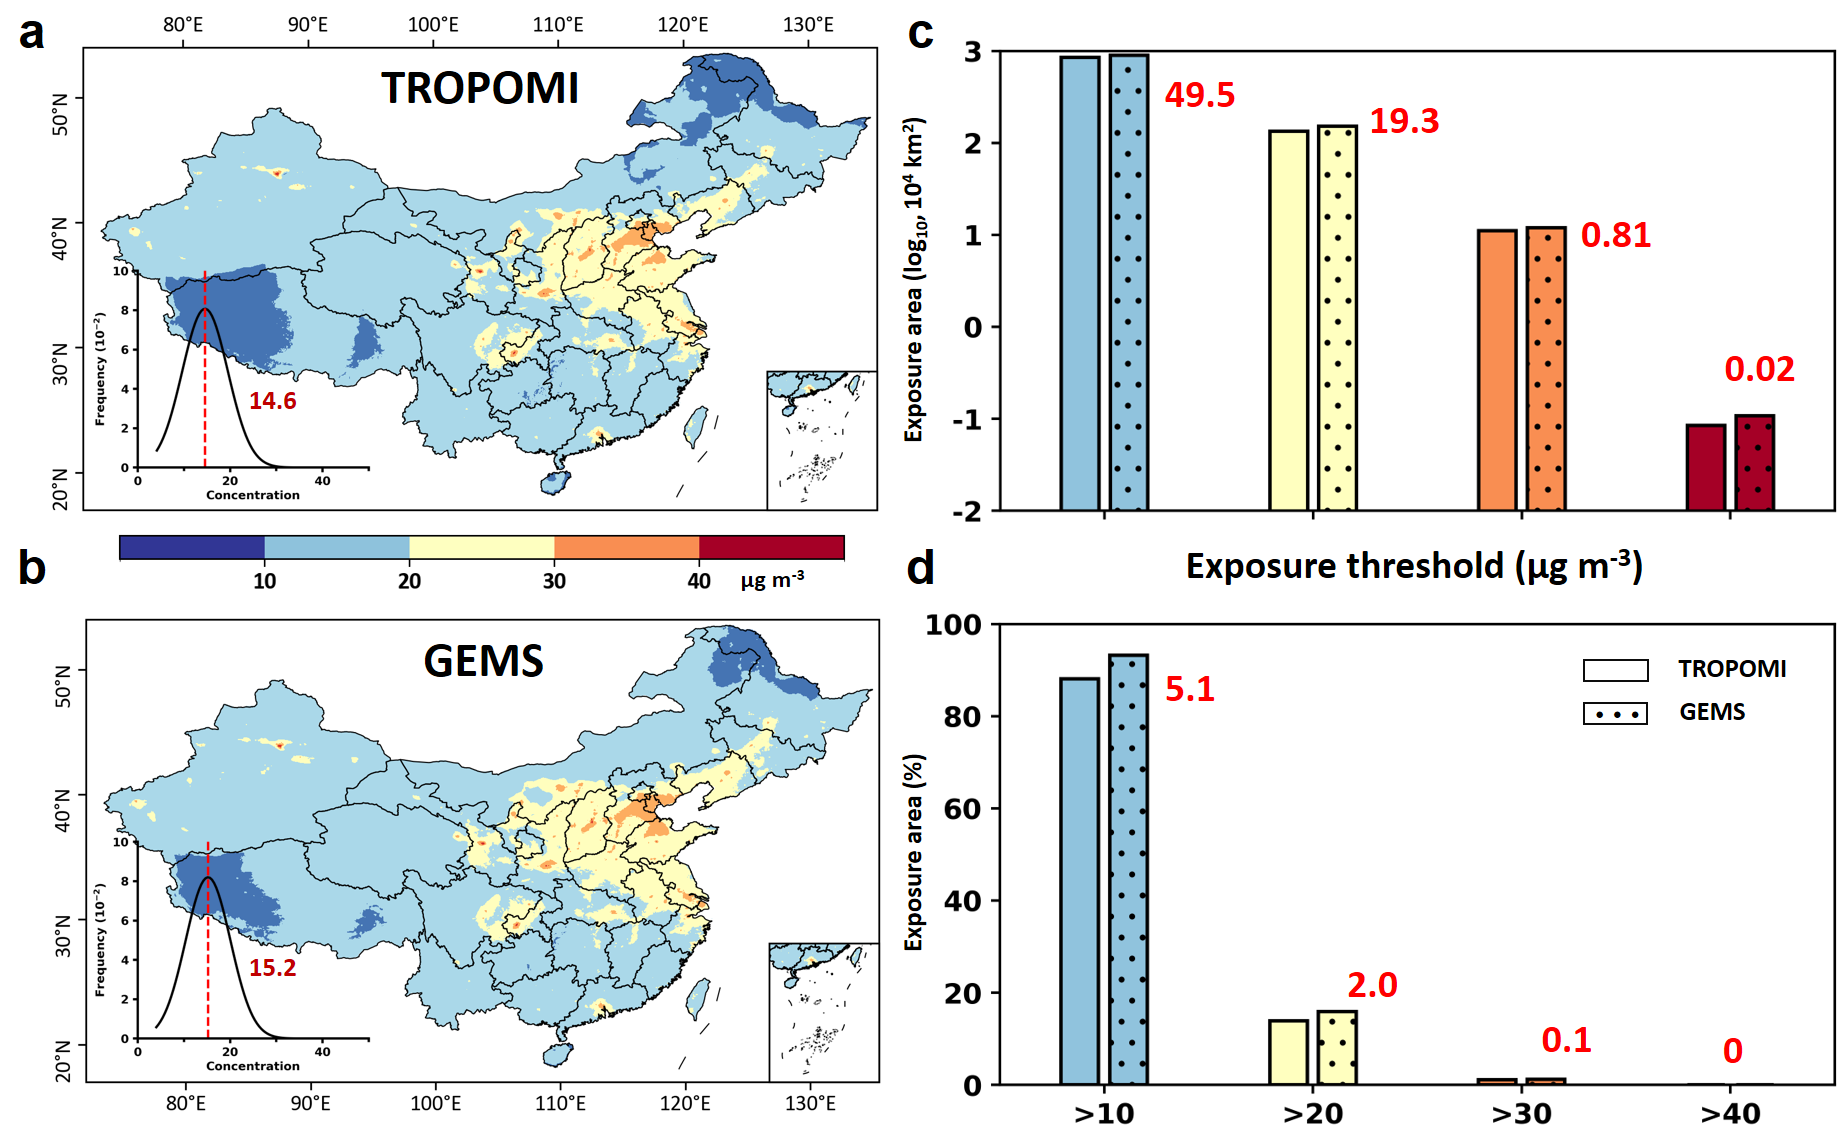 a
80°E 90°E 100°E 110°E 120°E 130°E
TROPOMI
50°N
40°N
30°N
20°N
Frequency (10⁻²)
10
8
6
4
2
0
14.6
0 20 40
Concentration
10 20 30 40 µg m⁻³
b
GEMS
50°N
40°N
30°N
20°N
Frequency (10⁻²)
10
8
6
4
2
0
15.2
0 20 40
Concentration
80°E 90°E 100°E 110°E 120°E 130°E
c
Exposure area (log₁₀, 10⁴ km²)
3
2
1
0
-1
-2
49.5
19.3
0.81
0.02
d
Exposure threshold (µg m⁻³)
Exposure area (%)
100
80
60
40
20
0
TROPOMI
GEMS
5.1
2.0
0.1
0
>10 >20 >30 >40